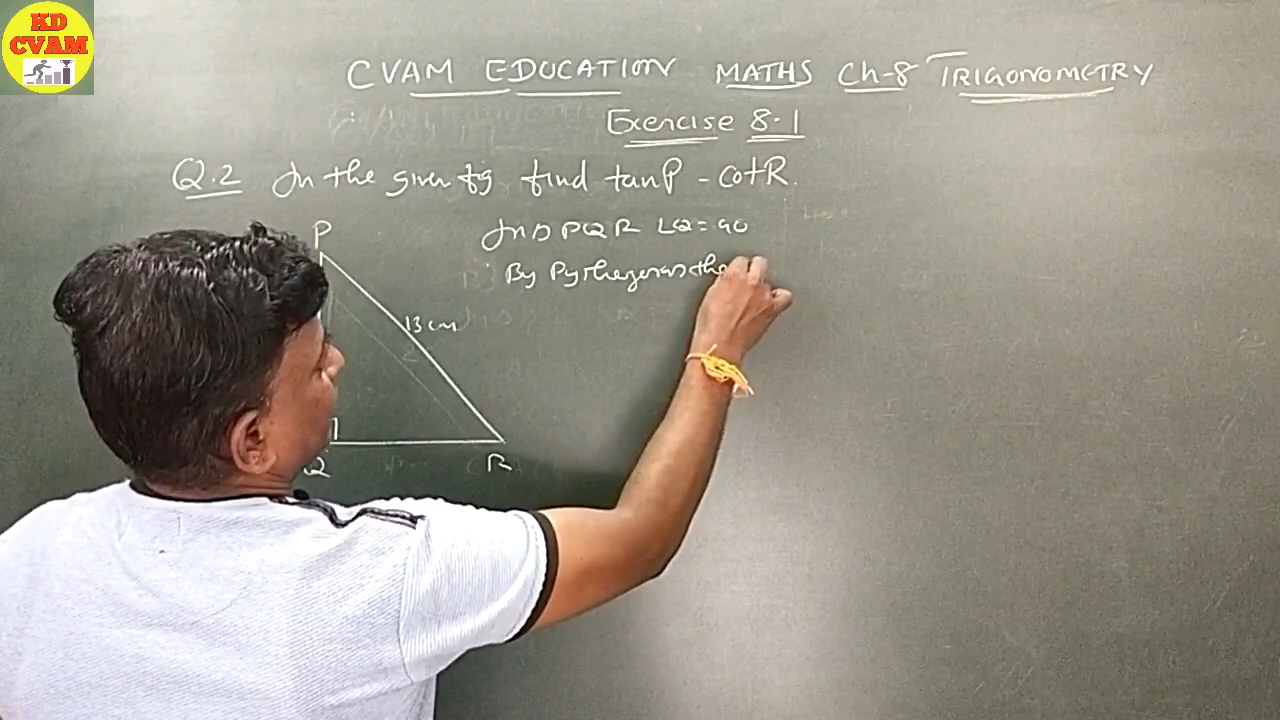 KD
CVAM
CVAM EDUCATION MATHS Ch-8 TRIGONOMETRY
Exercise 8.1
Q.2 In the given fig find tanP - cotR.
P
In Δ PQR ∠Q = 90
By Pythagoras the
13 cm
Q
R